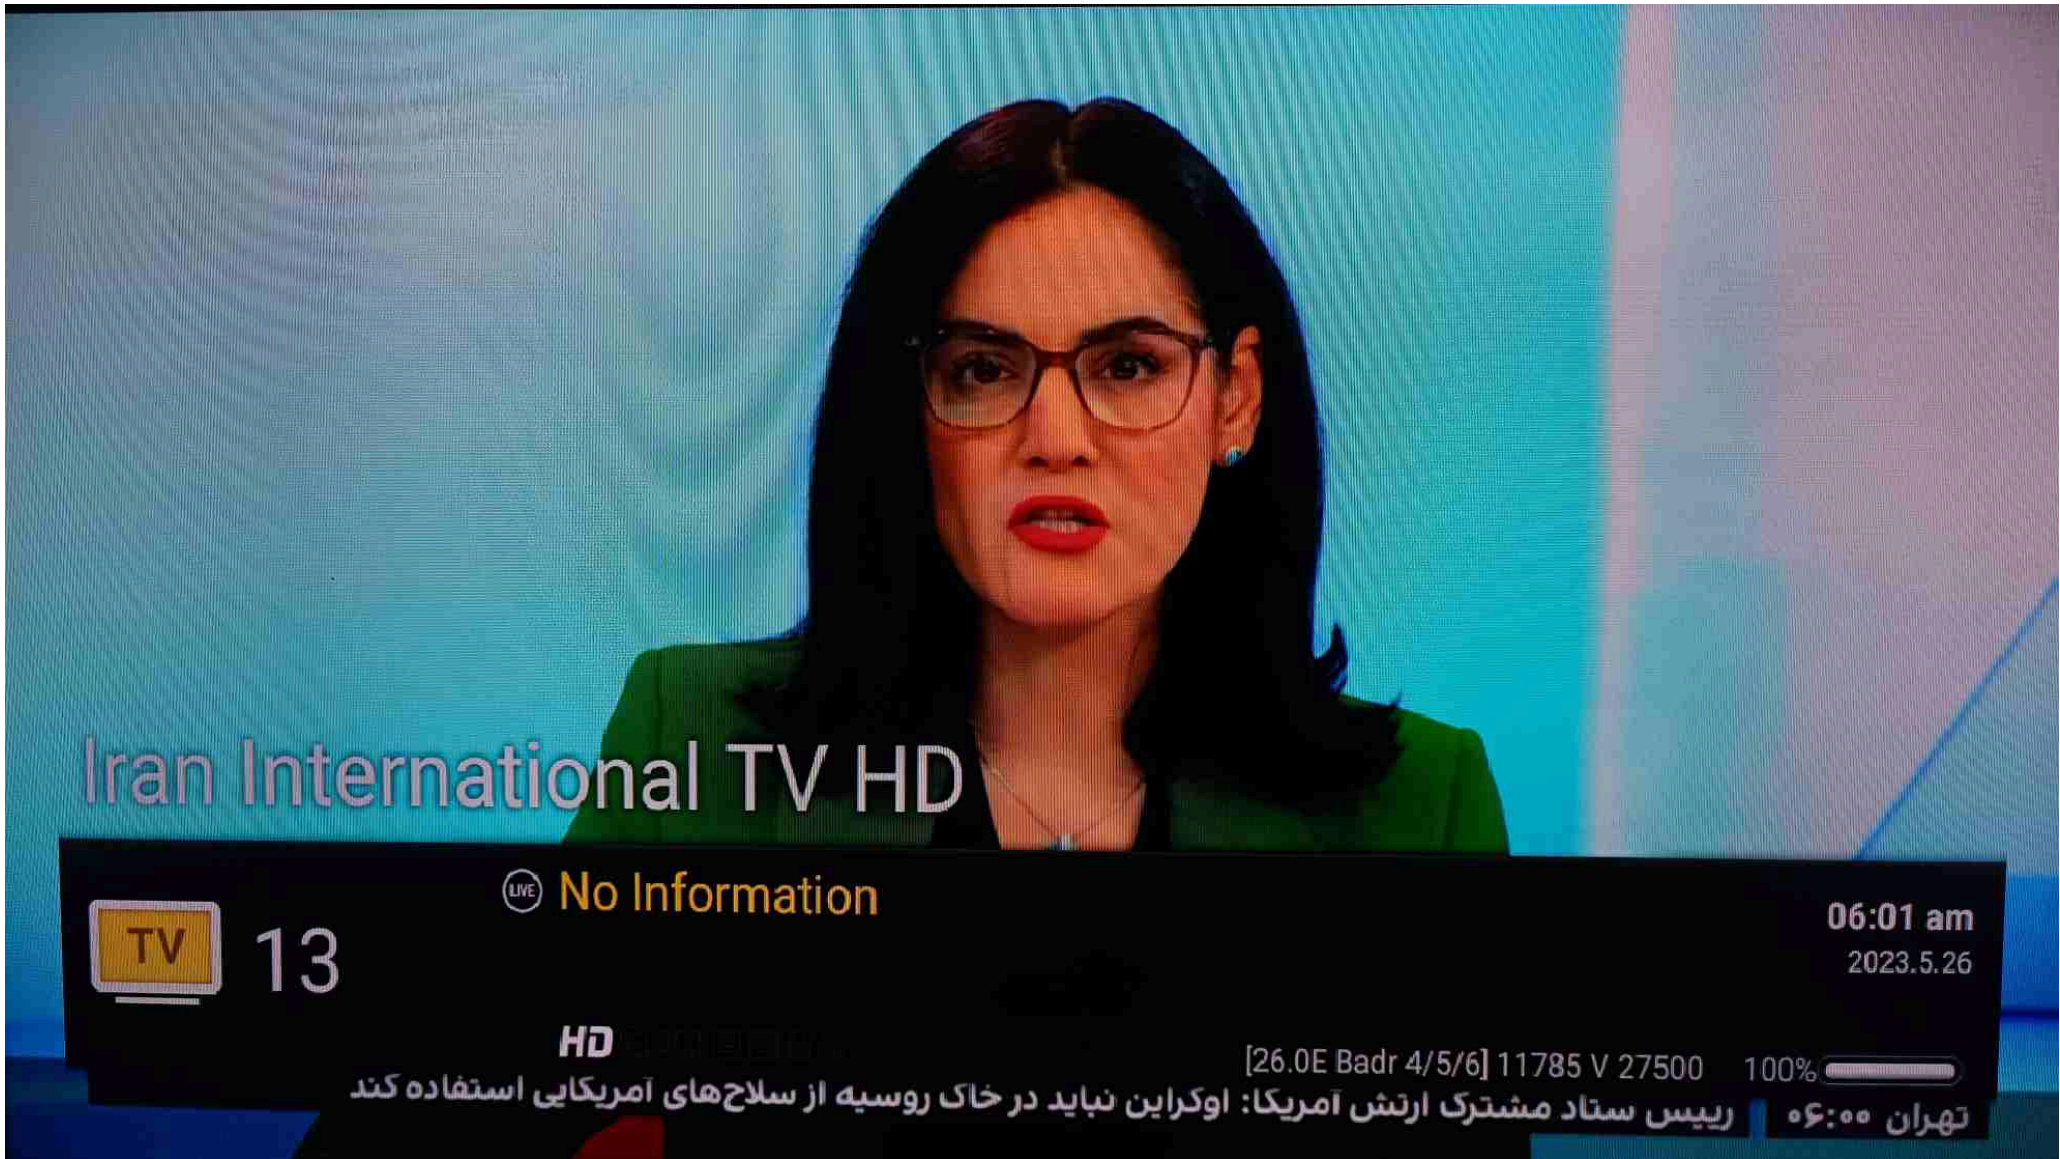 Iran International TV HD
LIVE No Information
TV 13
06:01 am
2023.5.26
HD
[26.0E Badr 4/5/6] 11785 V 27500 100%
تهران ۰۶:۰۰ رییس ستاد مشترک ارتش آمریکا: اوکراین نباید در خاک روسیه از سلاح‌های آمریکایی استفاده کند